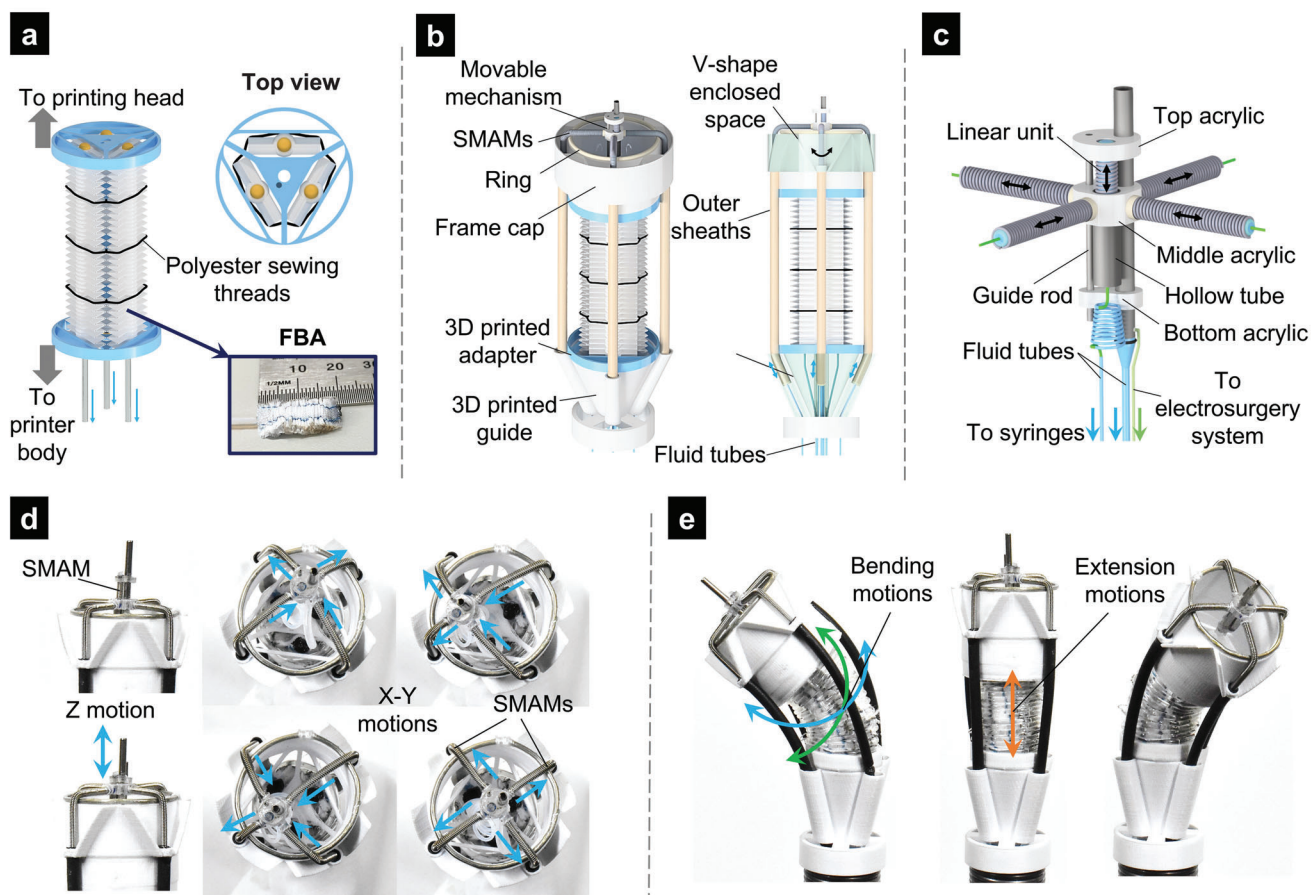 a
Top view
To printing head
Polyester sewing
threads
FBA
1/2MM
10
20
30
To
printer
body
b
Movable
mechanism
SMAMs
Ring
Frame cap
3D printed
adapter
3D printed
guide
V-shape
enclosed
space
Outer
sheaths
Fluid tubes
c
Linear unit
Top acrylic
Middle acrylic
Guide rod
Hollow tube
Bottom acrylic
Fluid tubes
To
electrosurgery
system
To syringes
d
SMAM
Z motion
X-Y
motions
SMAMs
e
Bending
motions
Extension
motions